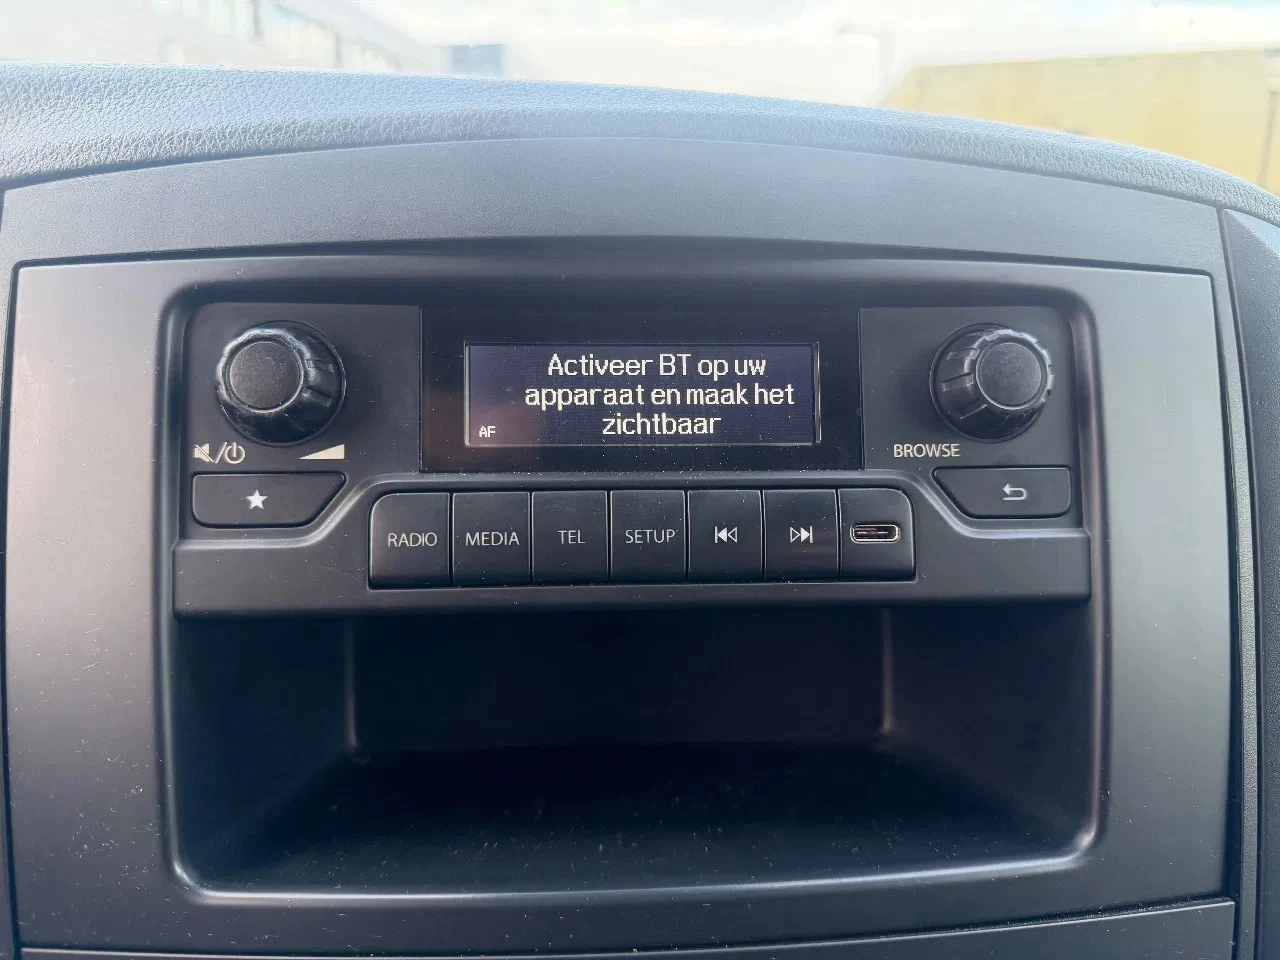 Activeer BT op uw
apparaat en maak het
zichtbaar
AF
BROWSE
RADIO
MEDIA
TEL
SETUP